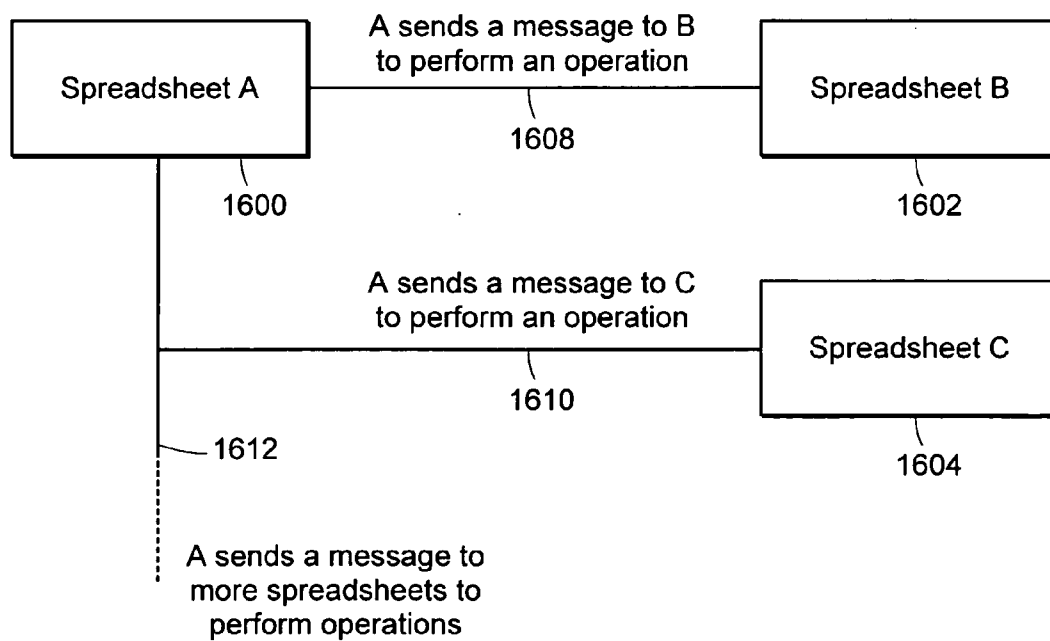 A sends a message to B
to perform an operation
Spreadsheet A
Spreadsheet B
1608
1600
1602
A sends a message to C
to perform an operation
Spreadsheet C
1610
1612
1604
A sends a message to
more spreadsheets to
perform operations